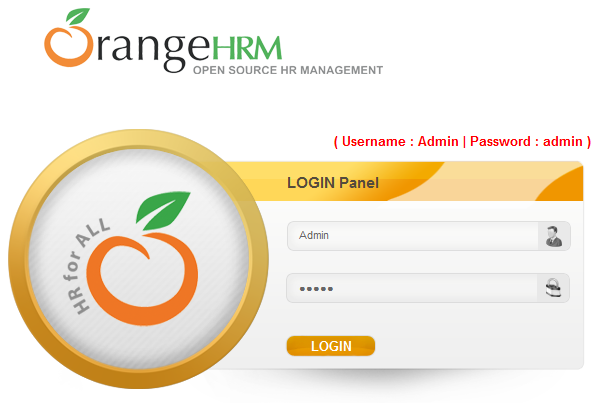 OrangeHRM
OPEN SOURCE HR MANAGEMENT
( Username : Admin | Password : admin )
LOGIN Panel
HR for ALL
Admin
•••••
LOGIN